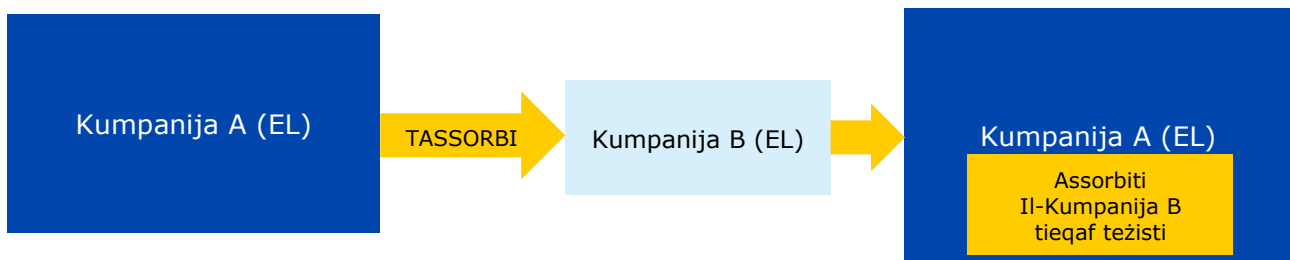 Kumpanija A (EL)
TASSORBI
Kumpanija B (EL)
Kumpanija A (EL)
Assorbiti
Il-Kumpanija B
tieqaf teżisti